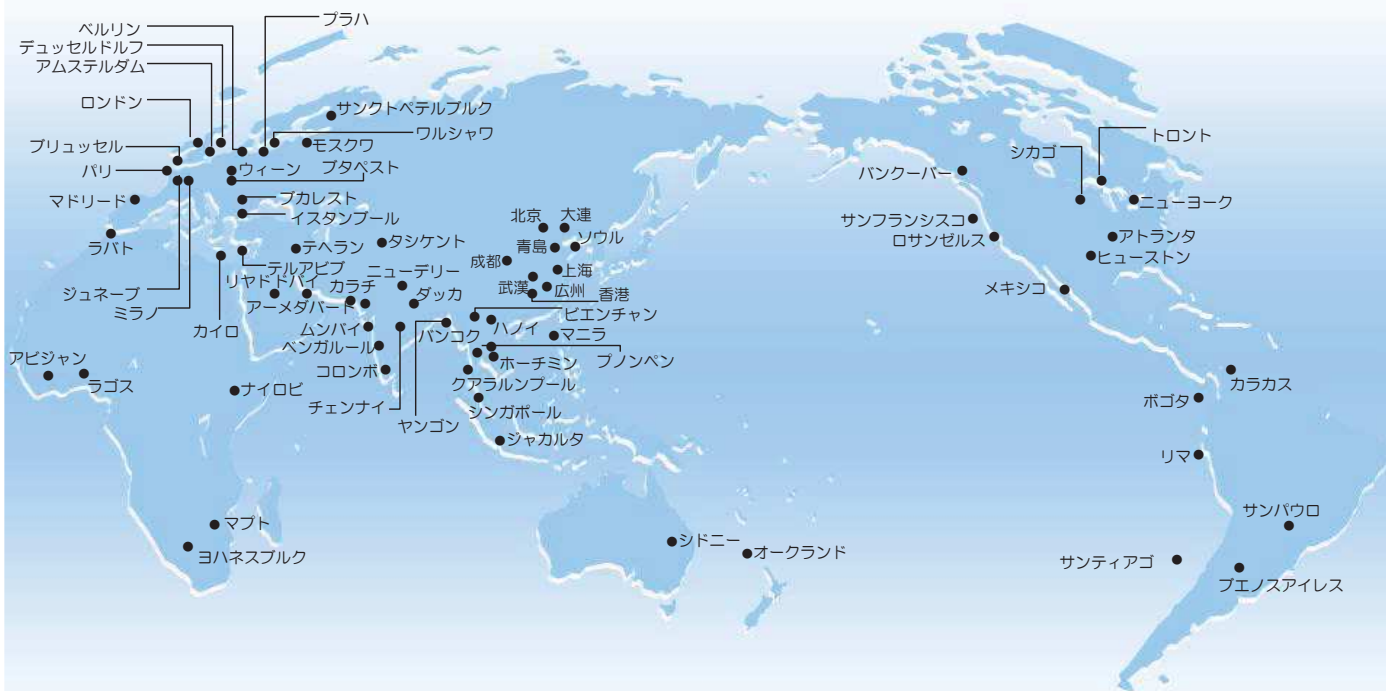 プラハ
ベルリン
デュッセルドルフ
アムステルダム
ロンドン
サンクトペテルブルク
ワルシャワ
モスクワ
ブリュッセル
パリ
ウィーン
ブタペスト
マドリード
ブカレスト
イスタンブール
ラバト
テヘラン
タシケント
テルアビブ
ニューデリー
リヤド
ドバイ
カラチ
ダッカ
ジュネーブ
アーメダバード
ミラノ
カイロ
ムンバイ
ベンガルール
コロンボ
アビジャン
ラゴス
ナイロビ
チェンナイ
ヤンゴン
バンコク
北京
大連
青島
ソウル
成都
上海
武漢
広州
香港
ビエンチャン
ハノイ
マニラ
プノンペン
ホーチミン
クアラルンプール
シンガポール
ジャカルタ
マプト
ヨハネスブルク
シドニー
オークランド
トロント
シカゴ
バンクーバー
ニューヨーク
サンフランシスコ
ロサンゼルス
アトランタ
ヒューストン
メキシコ
カラカス
ボゴタ
リマ
サンパウロ
サンティアゴ
ブエノスアイレス